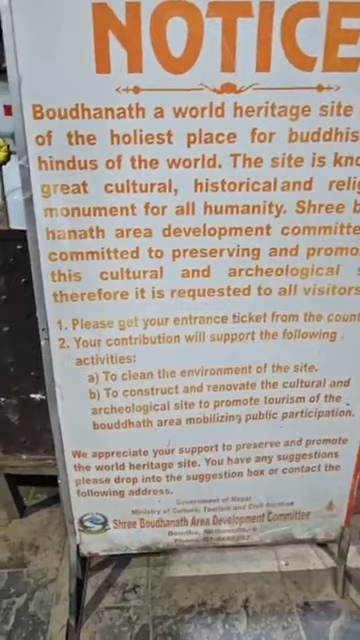 NOTICE
Boudhanath a world heritage site
of the holiest place for buddhis
hindus of the world. The site is kno
great cultural, historical and relig
monument for all humanity. Shree b
hanath area development committe
committed to preserving and promo
this cultural and archeological s
therefore it is requested to all visitors
1. Please get your entrance ticket from the count
2. Your contribution will support the following
activities:
a) To clean the environment of the site.
b) To construct and renovate the cultural and
archeological site to promote tourism of the
bouddhath area mobilizing public participation.
We appreciate your support to preserve and promote
the world heritage site. You have any suggestions
please drop into the suggestion box or contact the
following address.
Government of Nepal
Ministry of Culture, Tourism and Civil Aviation
Shree Boudhanath Area Development Committee